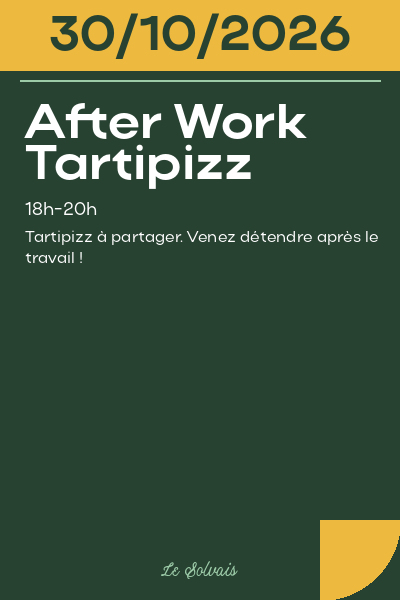 30/10/2026
After Work
Tartipizz
18h-20h
Tartipizz à partager. Venez détendre après le
travail !
Le Solvais